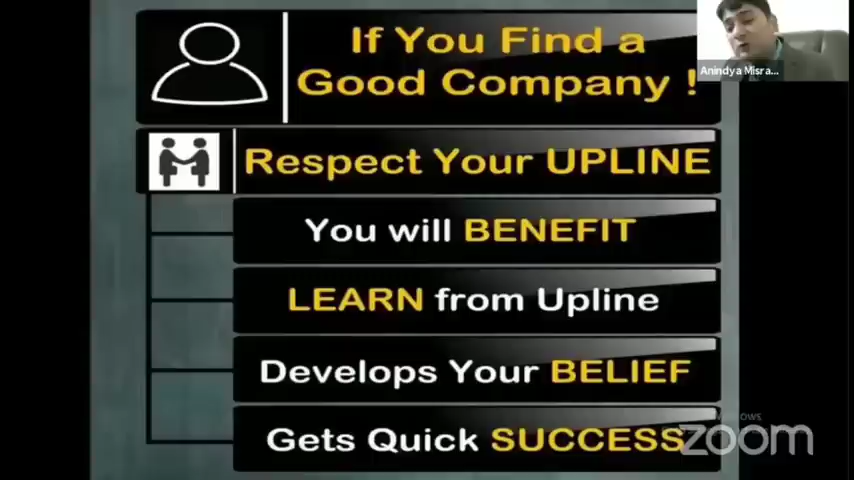 If You Find a
Good Company !
Anindya Misra...
Respect Your UPLINE
You will BENEFIT
LEARN from Upline
Develops Your BELIEF
Gets Quick SUCCESS
zoom